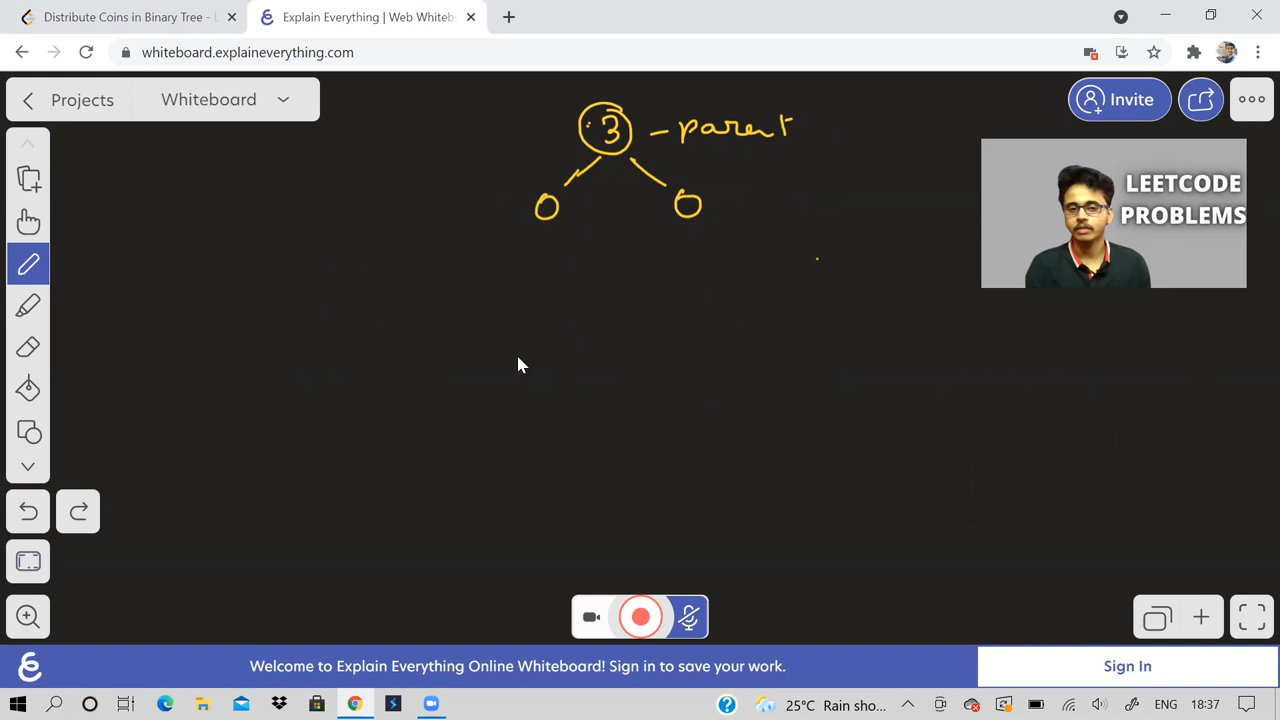 Distribute Coins in Binary Tree - L
Explain Everything | Web Whitebo
whiteboard.explaineverything.com
Projects
Whiteboard
Invite
3 - parent
0 0
LEETCODE
PROBLEMS
Welcome to Explain Everything Online Whiteboard! Sign in to save your work.
Sign In
25°C Rain sho...
ENG
18:37